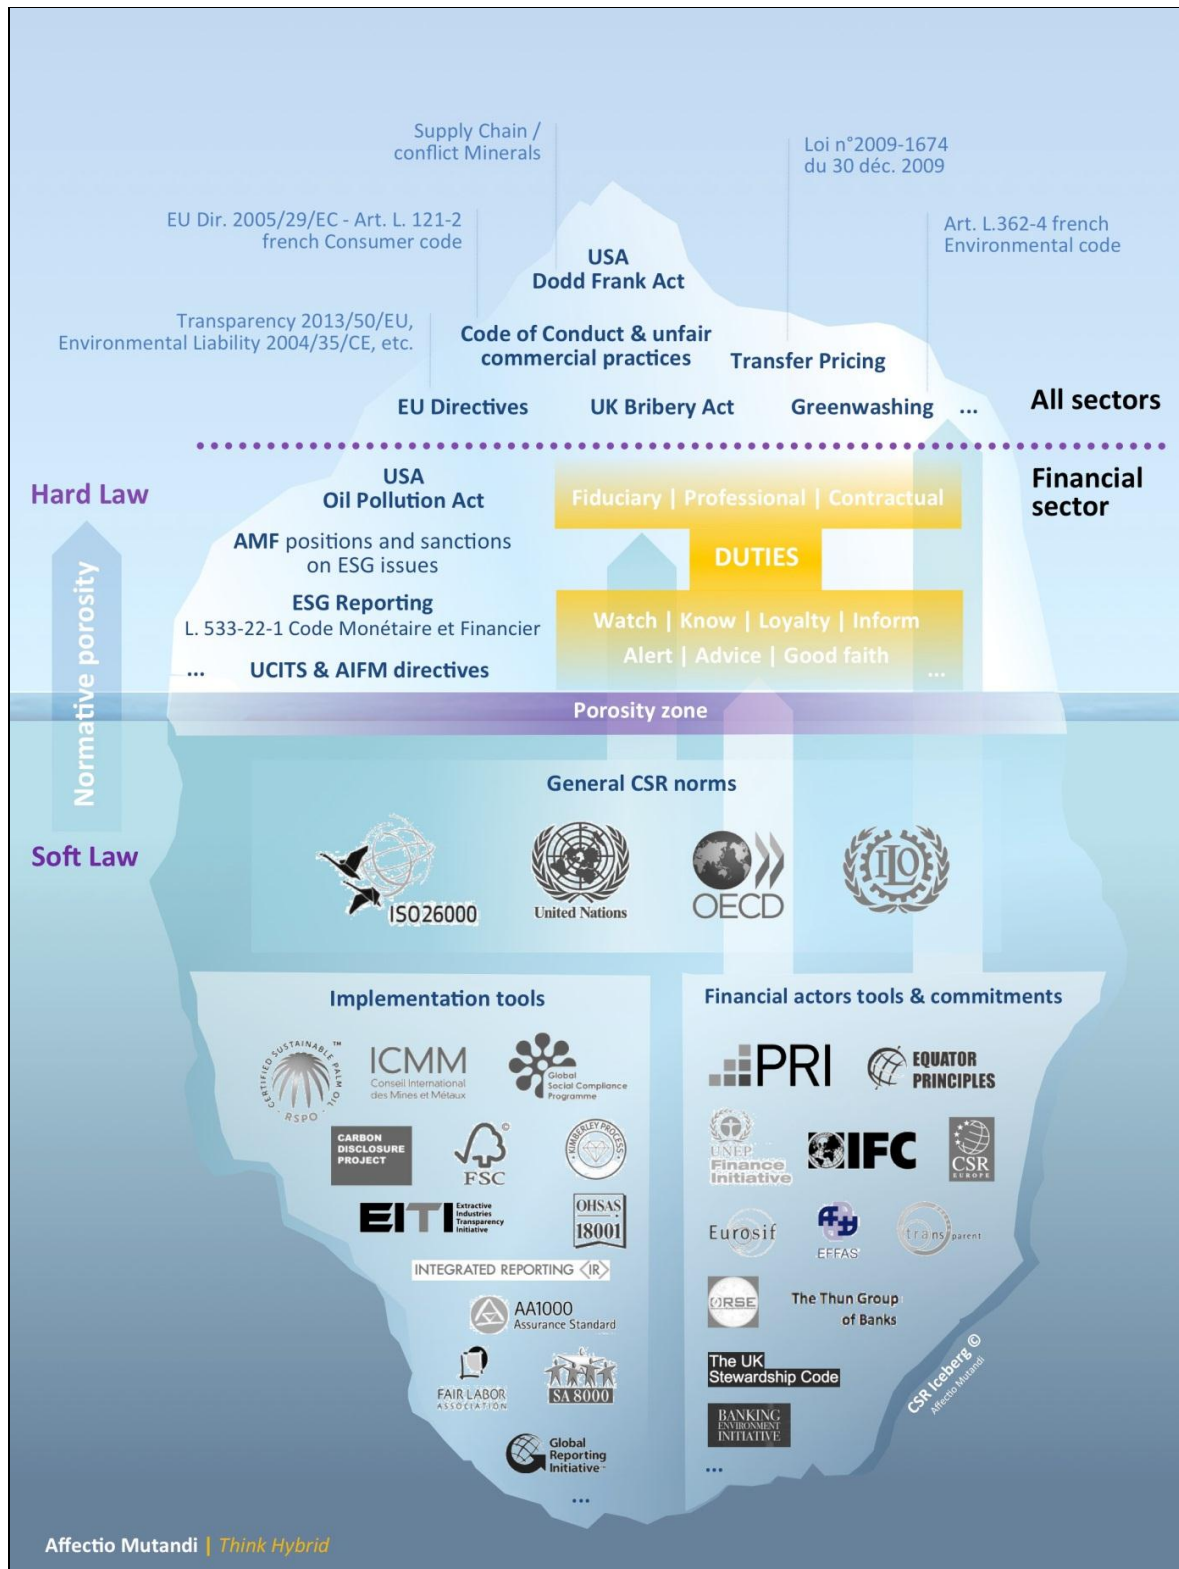 Supply Chain /
conflict Minerals
Loi n°2009-1674
du 30 déc. 2009
EU Dir. 2005/29/EC - Art. L. 121-2
french Consumer code
Art. L.362-4 french
Environmental code
USA
Dodd Frank Act
Transparency 2013/50/EU,
Environmental Liability 2004/35/CE, etc.
Code of Conduct & unfair
commercial practices
Transfer Pricing
EU Directives
UK Bribery Act
Greenwashing ...
All sectors
Hard Law
Financial
sector
USA
Oil Pollution Act
AMF positions and sanctions
on ESG issues
ESG Reporting
L. 533-22-1 Code Monétaire et Financier
... UCITS & AIFM directives
Fiduciary | Professional | Contractual
DUTIES
Watch | Know | Loyalty | Inform
Alert | Advice | Good faith
...
Normative porosity
Porosity zone
Soft Law
General CSR norms
ISO26000
United Nations
OECD
ILO
Implementation tools
CERTIFIED SUSTAINABLE PALM OIL ™
RSPO
ICMM
Conseil International
des Mines et Métaux
Global
Social Compliance
Programme
CARBON
DISCLOSURE
PROJECT
FSC ©
KIMBERLEY PROCESS
EITI
Extractive
Industries
Transparency
Initiative
OHSAS
18001
INTEGRATED REPORTING <IR>
AA1000
Assurance Standard
FAIR LABOR
ASSOCIATION
SA 8000
Global
Reporting
Initiative™
...
Financial actors tools & commitments
PRI
EQUATOR
PRINCIPLES
UNEP
Finance
Initiative
IFC
CSR
EUROPE
Eurosif
EFFAS
transparent
ORSE
The Thun Group
of Banks
The UK
Stewardship Code
BANKING
ENVIRONMENT
INITIATIVE
...
CSR Iceberg ©
Affectio Mutandi
Affectio Mutandi | Think Hybrid